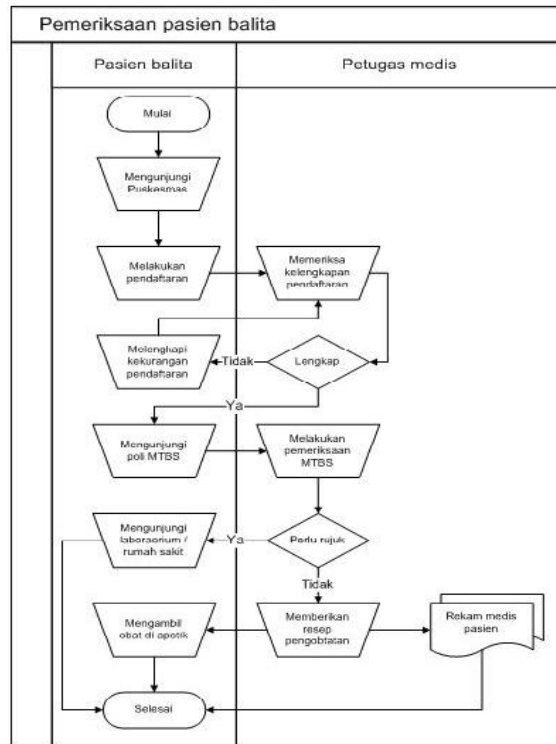 Pemeriksaan pasien balita
Pasien balita
Petugas medis
Mulai
Mengunjungi
Puskesmas
Melakukan
pendaftaran
Memeriksa
kelengkapan
pendaftaran
Melengkapi
kekurangan
pendaftaran
Tidak
Lengkap
Ya
Mengunjungi
poli MTBS
Melakukan
pemeriksaan
MTBS
Mengunjungi
laboraorium /
rumah sakit
Ya
Perlu rujuk
Tidak
Mengambil
obat di apotik
Memberikan
resep
pengobtatan
Rekam medis
pasien
Selesai